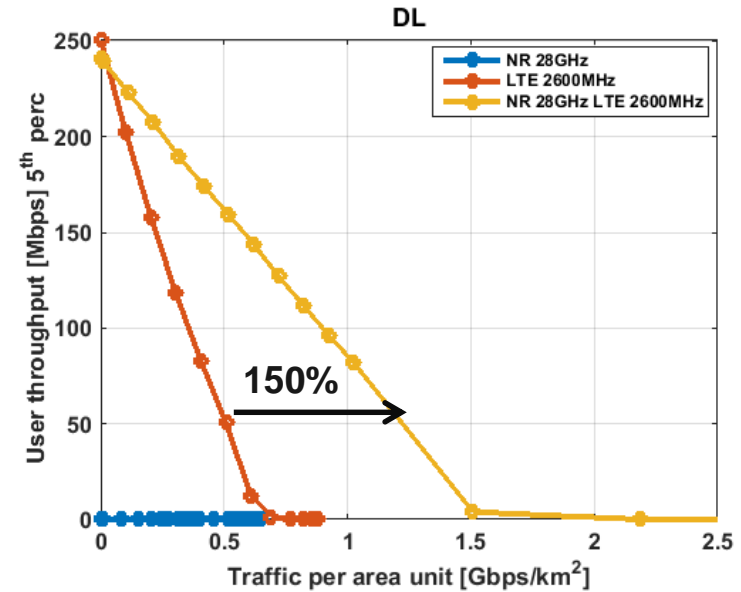 DL
NR 28GHz
LTE 2600MHz
NR 28GHz LTE 2600MHz
User throughput [Mbps] 5th perc
250
200
150
100
50
0
150%
0 0.5 1 1.5 2 2.5
Traffic per area unit [Gbps/km²]